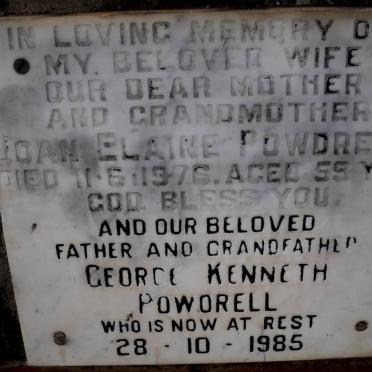 IN LOVING MEMORY O
MY BELOVED WIFE
OUR DEAR MOTHER
AND GRANDMOTHER
JOAN ELAINE POWDRE
DIED 11·6·1976. AGED 59 Y
GOD BLESS YOU.
AND OUR BELOVED
FATHER AND GRANDFATHER
GEORGE KENNETH
POWDRELL
WHO IS NOW AT REST
28 - 10 - 1985